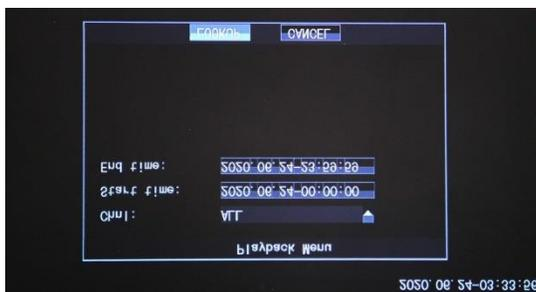 2020.06.24-03:33:56
Playback Menu
Chnl: ALL
Start time: 2020.06.24-00:00:00
End time: 2020.06.24-23:59:59
LOOKUP CANCEL